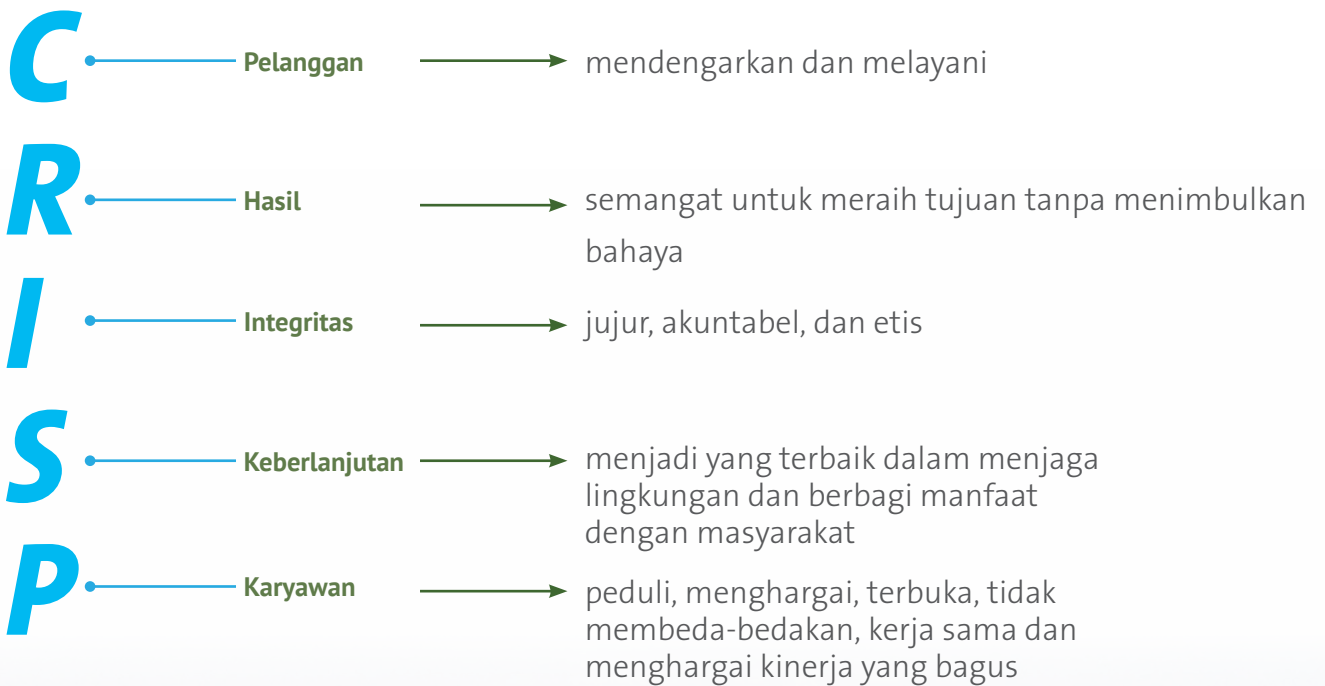 C Pelanggan mendengarkan dan melayani
R Hasil semangat untuk meraih tujuan tanpa menimbulkan
bahaya
I Integritas jujur, akuntabel, dan etis
S Keberlanjutan menjadi yang terbaik dalam menjaga
lingkungan dan berbagi manfaat
dengan masyarakat
P Karyawan peduli, menghargai, terbuka, tidak
membeda-bedakan, kerja sama dan
menghargai kinerja yang bagus